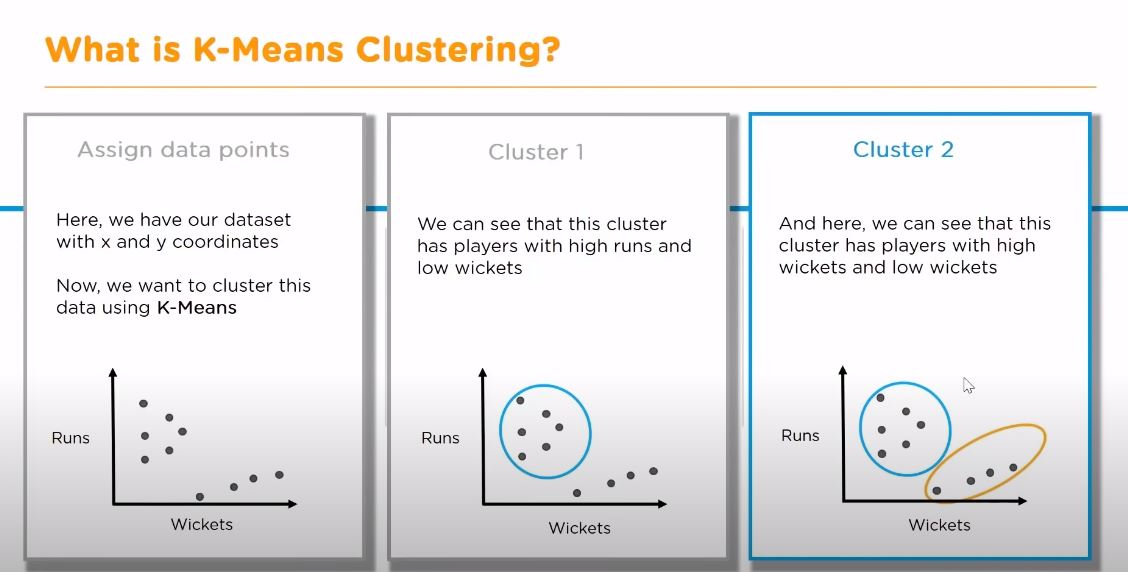 What is K-Means Clustering?
Assign data points
Here, we have our dataset
with x and y coordinates
Now, we want to cluster this
data using K-Means
Runs
Wickets
Cluster 1
We can see that this cluster
has players with high runs and
low wickets
Runs
Wickets
Cluster 2
And here, we can see that this
cluster has players with high
wickets and low wickets
Runs
Wickets